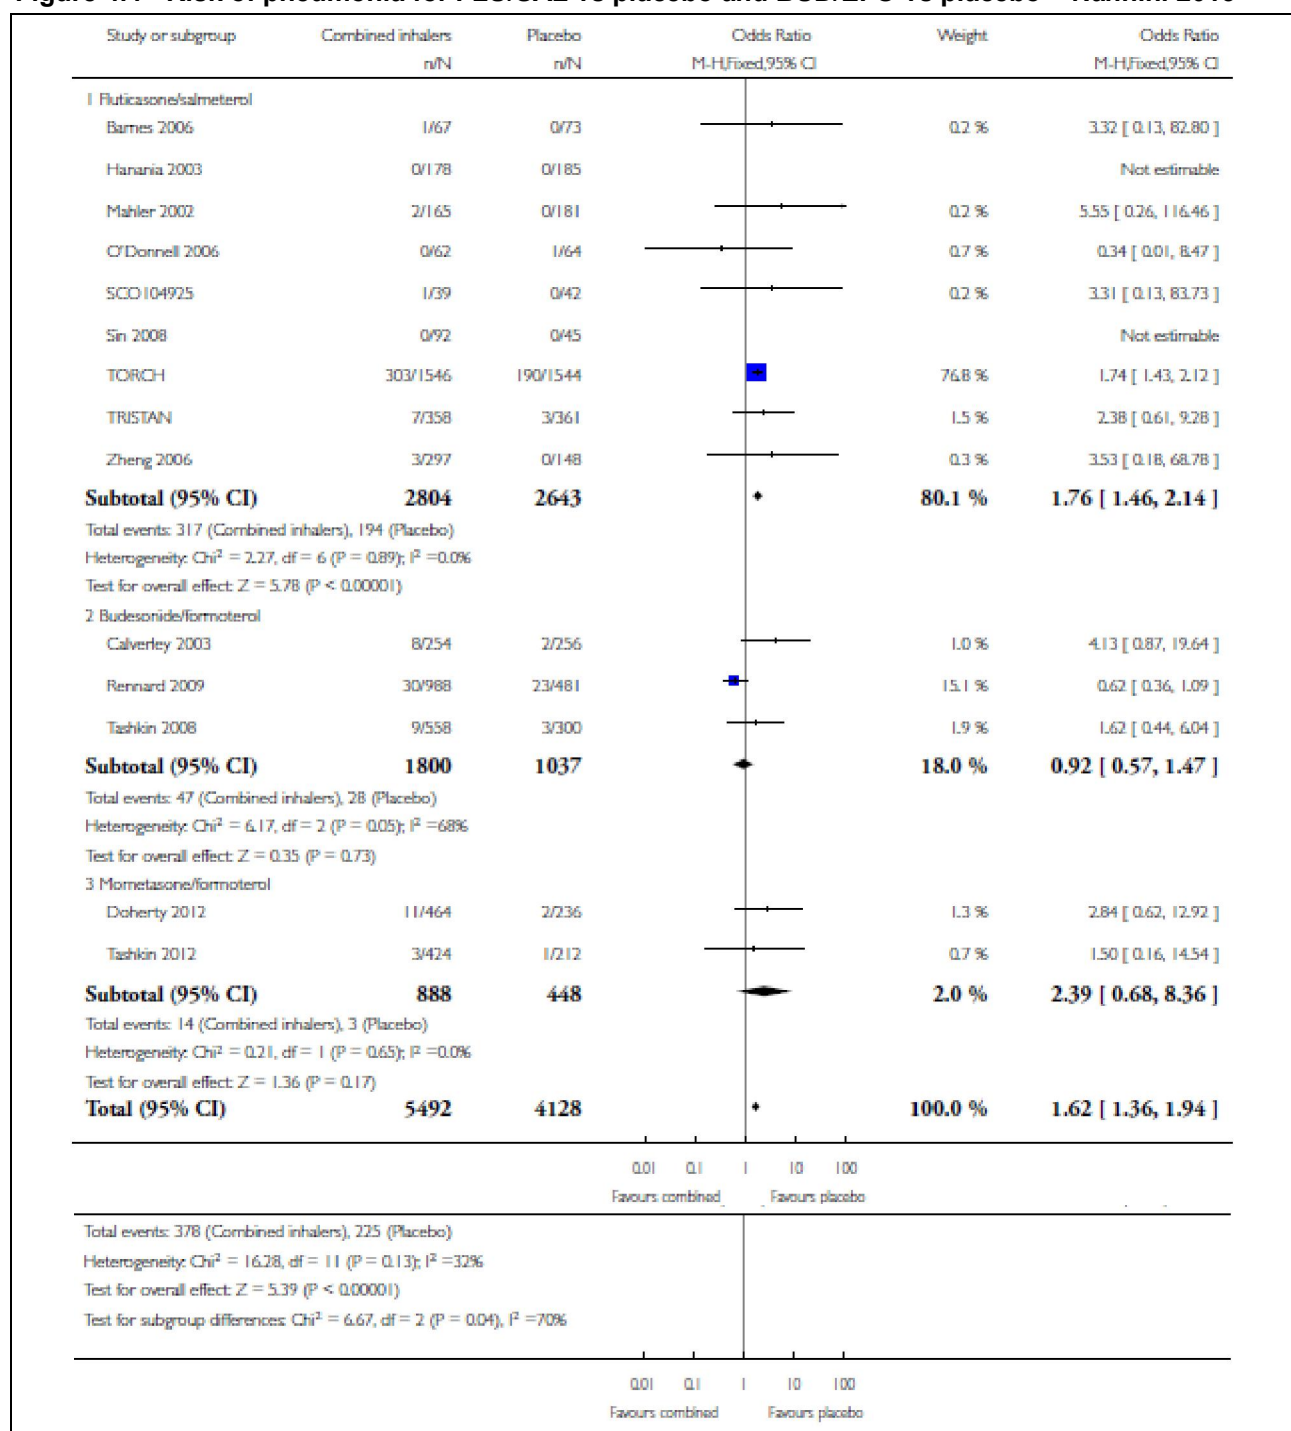 Study or subgroup Combined inhalers Placebo Odds Ratio Weight Odds Ratio
n/N n/N M-H,Fixed,95% CI M-H,Fixed,95% CI
1 Fluticasone/salmeterol
Barnes 2006 1/67 0/73 0.2 % 3.32 [ 0.13, 82.80 ]
Hanania 2003 0/178 0/185 Not estimable
Mahler 2002 2/165 0/181 0.2 % 5.55 [ 0.26, 116.46 ]
O'Donnell 2006 0/62 1/64 0.7 % 0.34 [ 0.01, 8.47 ]
SCO104925 1/39 0/42 0.2 % 3.31 [ 0.13, 83.73 ]
Sin 2008 0/92 0/45 Not estimable
TORCH 303/1546 190/1544 76.8 % 1.74 [ 1.43, 2.12 ]
TRISTAN 7/358 3/361 1.5 % 2.38 [ 0.61, 9.28 ]
Zheng 2006 3/297 0/148 0.3 % 3.53 [ 0.18, 68.78 ]
Subtotal (95% CI) 2804 2643 80.1 % 1.76 [ 1.46, 2.14 ]
Total events: 317 (Combined inhalers), 194 (Placebo)
Heterogeneity: Chi² = 2.27, df = 6 (P = 0.89); I² =0.0%
Test for overall effect: Z = 5.78 (P < 0.00001)
2 Budesonide/formoterol
Calverley 2003 8/254 2/256 1.0 % 4.13 [ 0.87, 19.64 ]
Rennard 2009 30/988 23/481 15.1 % 0.62 [ 0.36, 1.09 ]
Tashkin 2008 9/558 3/300 1.9 % 1.62 [ 0.44, 6.04 ]
Subtotal (95% CI) 1800 1037 18.0 % 0.92 [ 0.57, 1.47 ]
Total events: 47 (Combined inhalers), 28 (Placebo)
Heterogeneity: Chi² = 6.17, df = 2 (P = 0.05); I² =68%
Test for overall effect: Z = 0.35 (P = 0.73)
3 Mometasone/formoterol
Doherty 2012 11/464 2/236 1.3 % 2.84 [ 0.62, 12.92 ]
Tashkin 2012 3/424 1/212 0.7 % 1.50 [ 0.16, 14.54 ]
Subtotal (95% CI) 888 448 2.0 % 2.39 [ 0.68, 8.36 ]
Total events: 14 (Combined inhalers), 3 (Placebo)
Heterogeneity: Chi² = 0.21, df = 1 (P = 0.65); I² =0.0%
Test for overall effect: Z = 1.36 (P = 0.17)
Total (95% CI) 5492 4128 100.0 % 1.62 [ 1.36, 1.94 ]
0.01 0.1 1 10 100
Favours combined Favours placebo
Total events: 378 (Combined inhalers), 225 (Placebo)
Heterogeneity: Chi² = 16.28, df = 11 (P = 0.13); I² =32%
Test for overall effect: Z = 5.39 (P < 0.00001)
Test for subgroup differences: Chi² = 6.67, df = 2 (P = 0.04), I² =70%
0.01 0.1 1 10 100
Favours combined Favours placebo